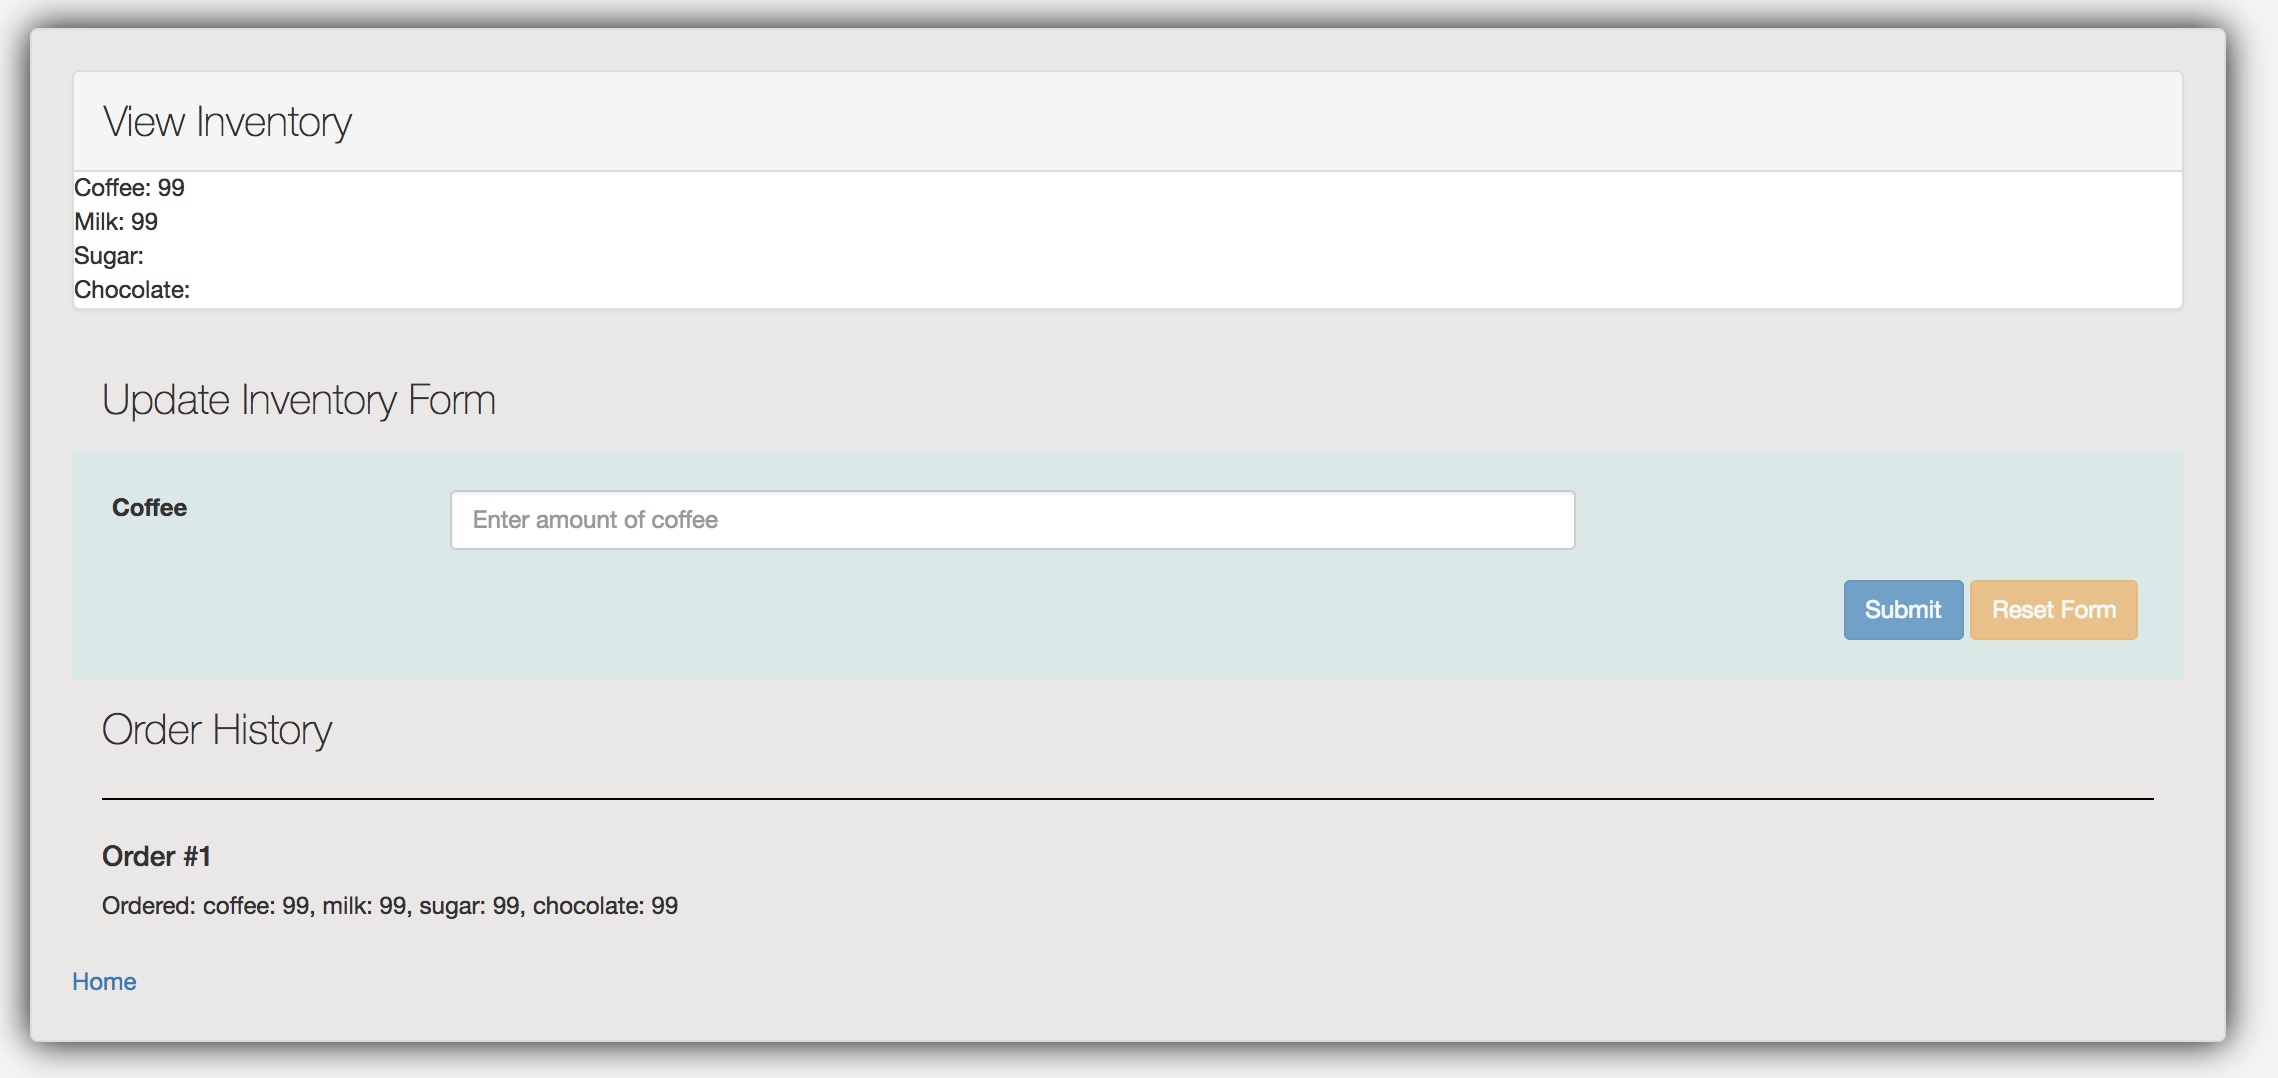 View Inventory
Coffee: 99
Milk: 99
Sugar:
Chocolate:
Update Inventory Form
Coffee
Enter amount of coffee
Submit
Reset Form
Order History
Order #1
Ordered: coffee: 99, milk: 99, sugar: 99, chocolate: 99
Home